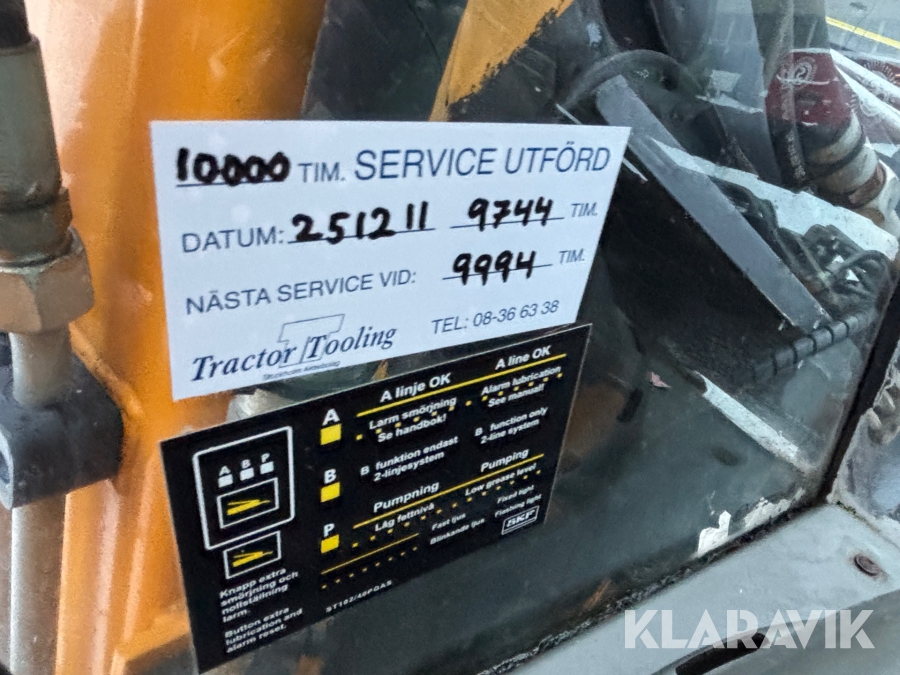 10000 TIM. SERVICE UTFÖRD
DATUM: 251211 9744 TIM.
NÄSTA SERVICE VID: 9994 TIM.
Tractor Tooling
Stockholm Aktiebolag
TEL: 08-36 63 38
A linje OK
A line OK
A
Larm smörjning
Se handbok!
Alarm lubrication
See manual!
B
B funktion endast
2-linjesystem
B function only
2-line system
Pumpning
Pumping
P
Låg fettnivå
Low grease level
Fast ljus
Fixed light
Blinkande ljus
Flashing light
SKF
A B P
Knapp extra
smörjning och
nollställning
larm.
Button extra
lubrication and
alarm reset.
KLARAVIK